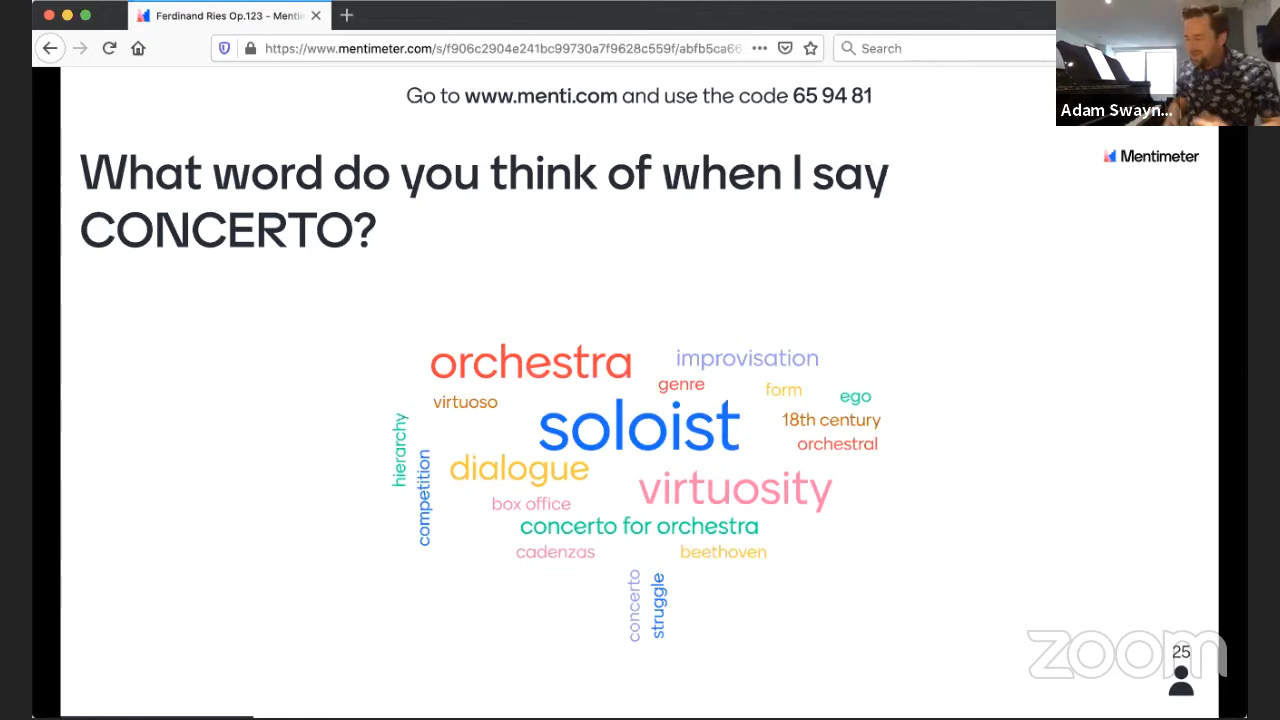 Ferdinand Ries Op.123 - Menti
https://www.mentimeter.com/s/f906c2904e241bc99730a7f9628c559f/abfb5ca66
Search
Adam Swayn...
Go to www.menti.com and use the code 65 94 81
Mentimeter
What word do you think of when I say
CONCERTO?
orchestra
improvisation
genre
form
ego
virtuoso
soloist
18th century
orchestral
hierarchy
competition
dialogue
virtuosity
box office
concerto for orchestra
cadenzas
beethoven
concerto
struggle
zoom
25